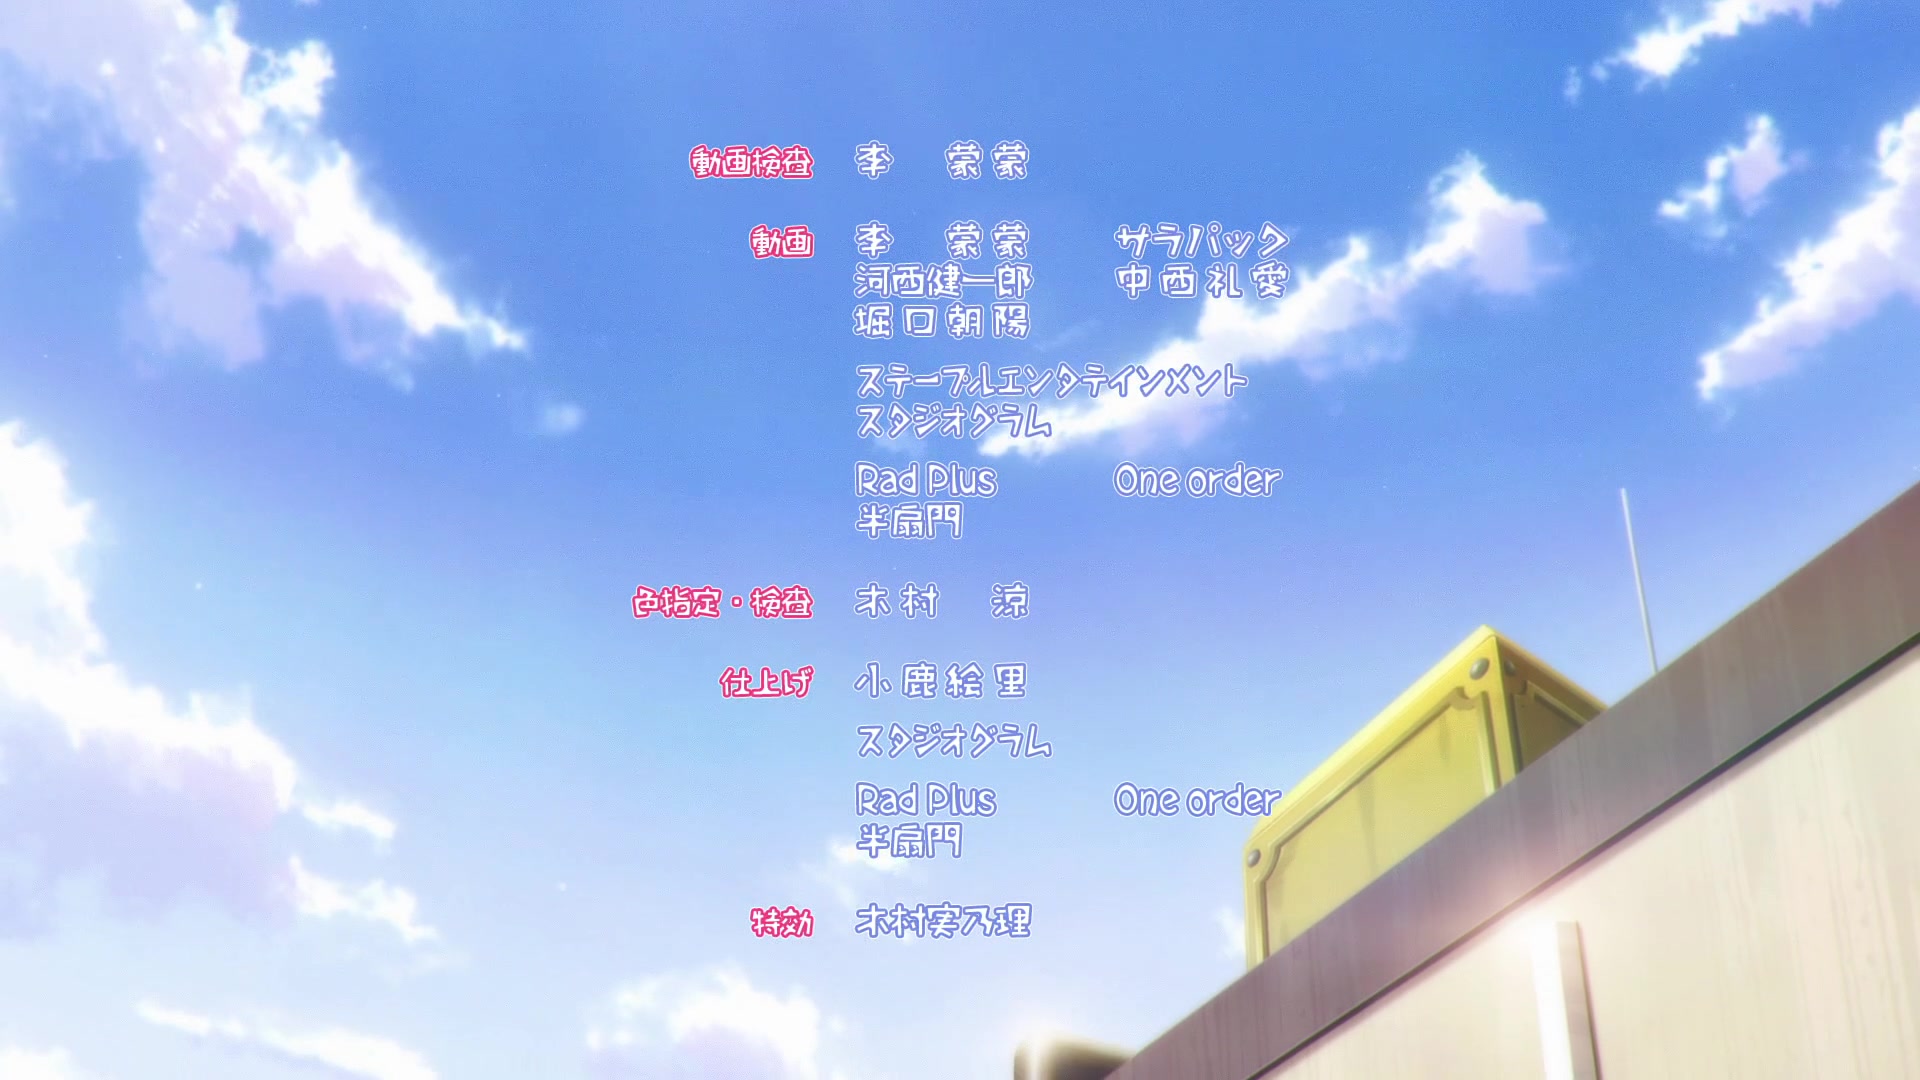 動画検査 李 蒙蒙
動画 李 蒙蒙 サラパック
河西健一郎 中西礼愛
堀口朝陽
ステープルエンタテインメント
スタジオグラム
Rad Plus One order
半扇門
色指定・検査 木村 涼
仕上げ 小鹿絵里
スタジオグラム
Rad Plus One order
半扇門
特効 木村実乃理